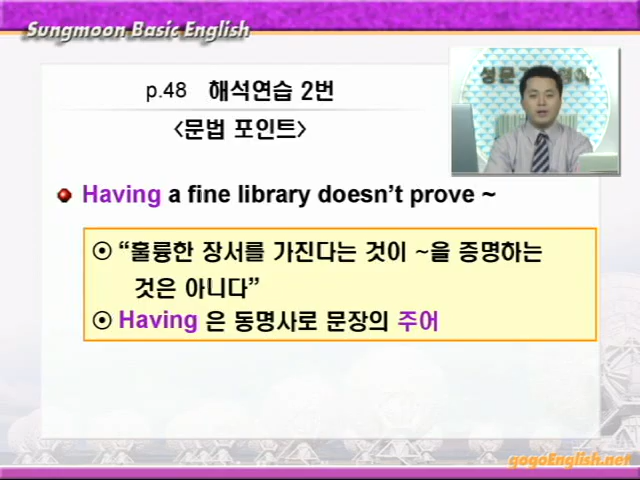 Sungmoon Basic English
p.48 해석연습 2번
<문법 포인트>
Having a fine library doesn't prove ~
“훌륭한 장서를 가진다는 것이 ~을 증명하는
것은 아니다”
Having 은 동명사로 문장의 주어
gogoEnglish.net